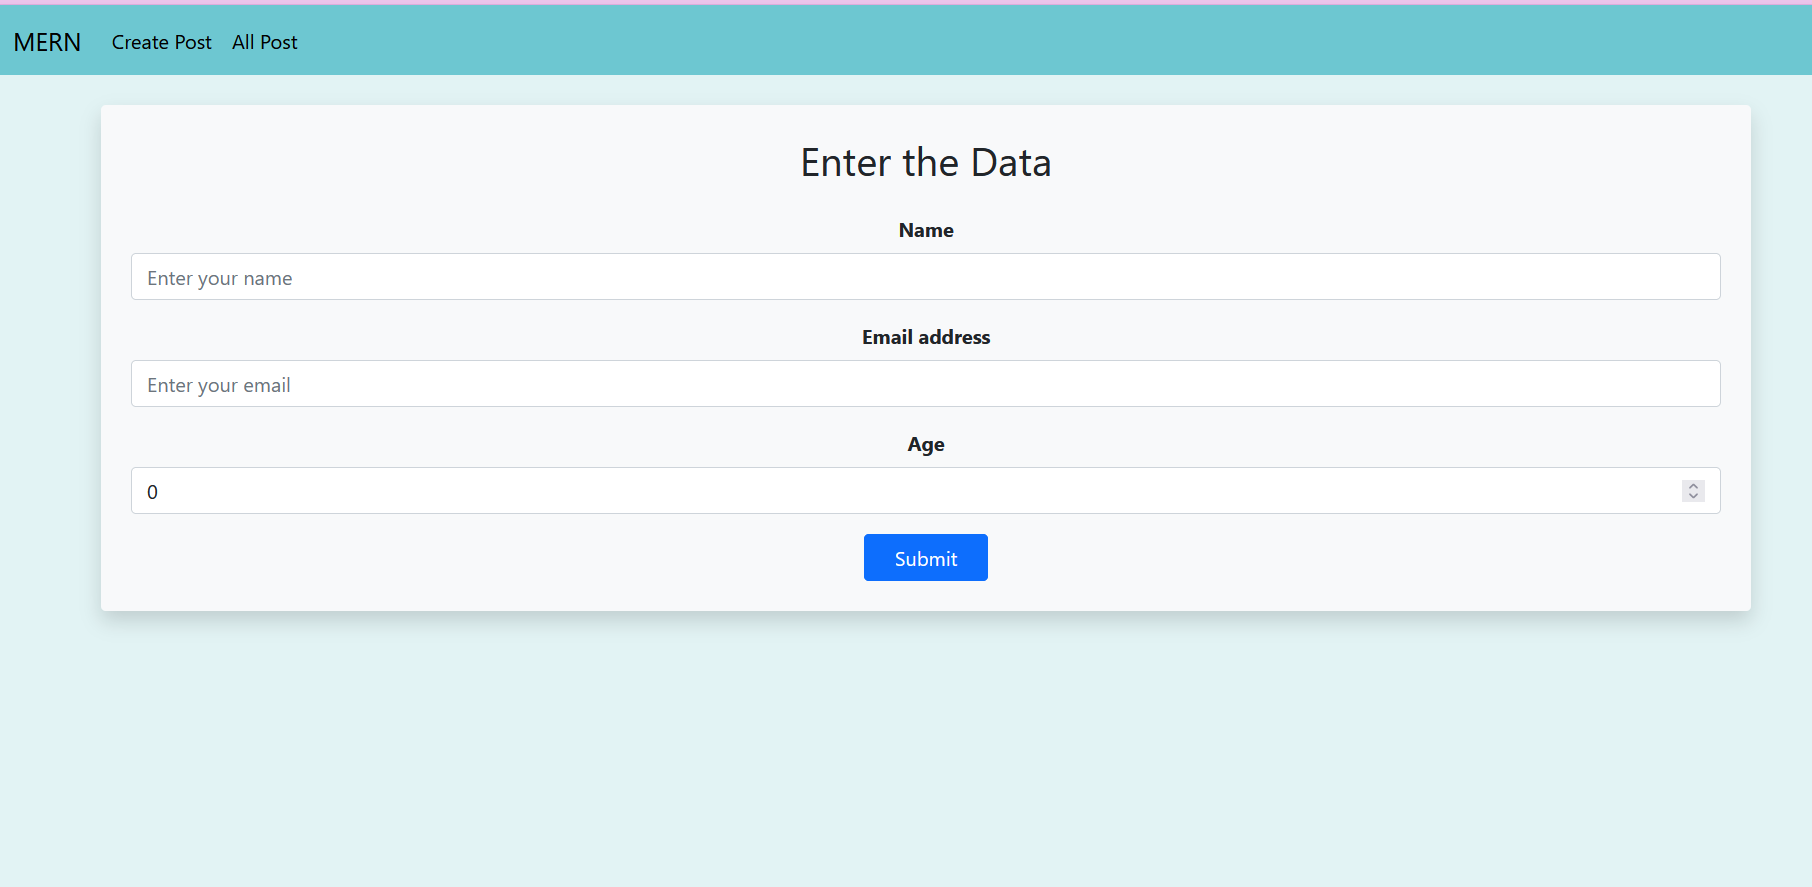 MERN Create Post All Post
Enter the Data
Name
Enter your name
Email address
Enter your email
Age
0
Submit